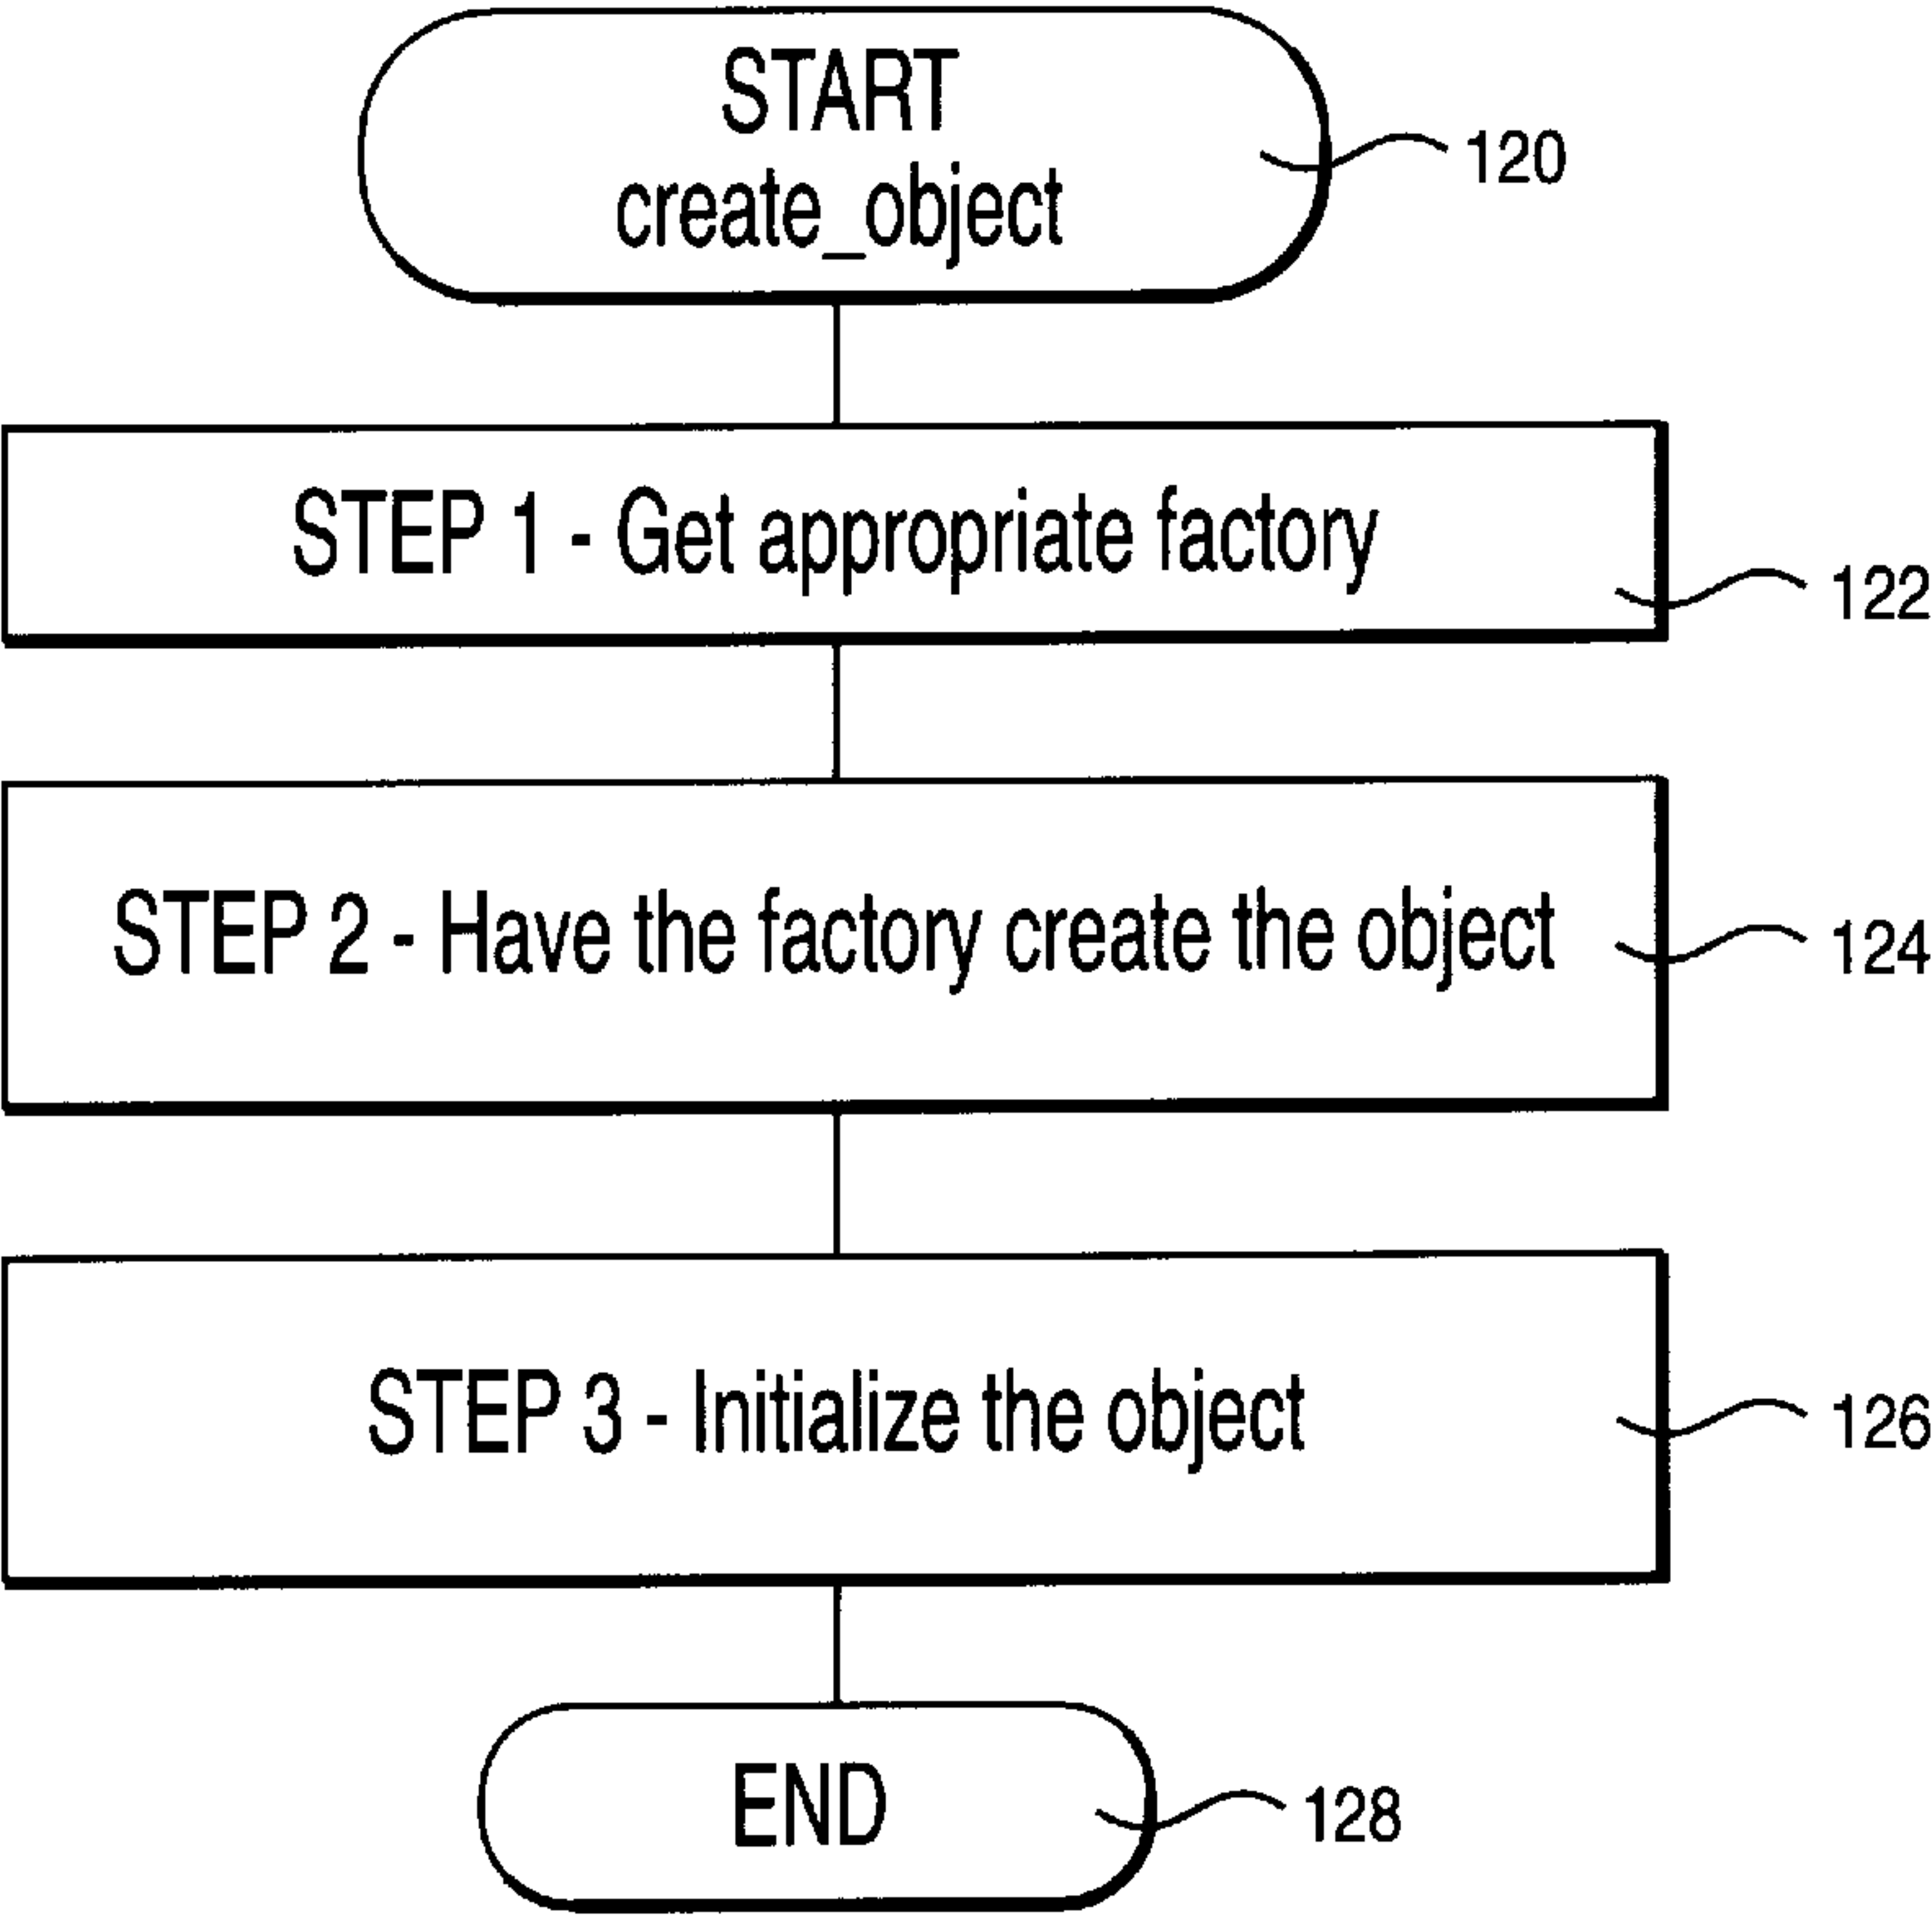 START
create_object
120
STEP 1 - Get appropriate factory
122
STEP 2 - Have the factory create the object
124
STEP 3 - Initialize the object
126
END
128